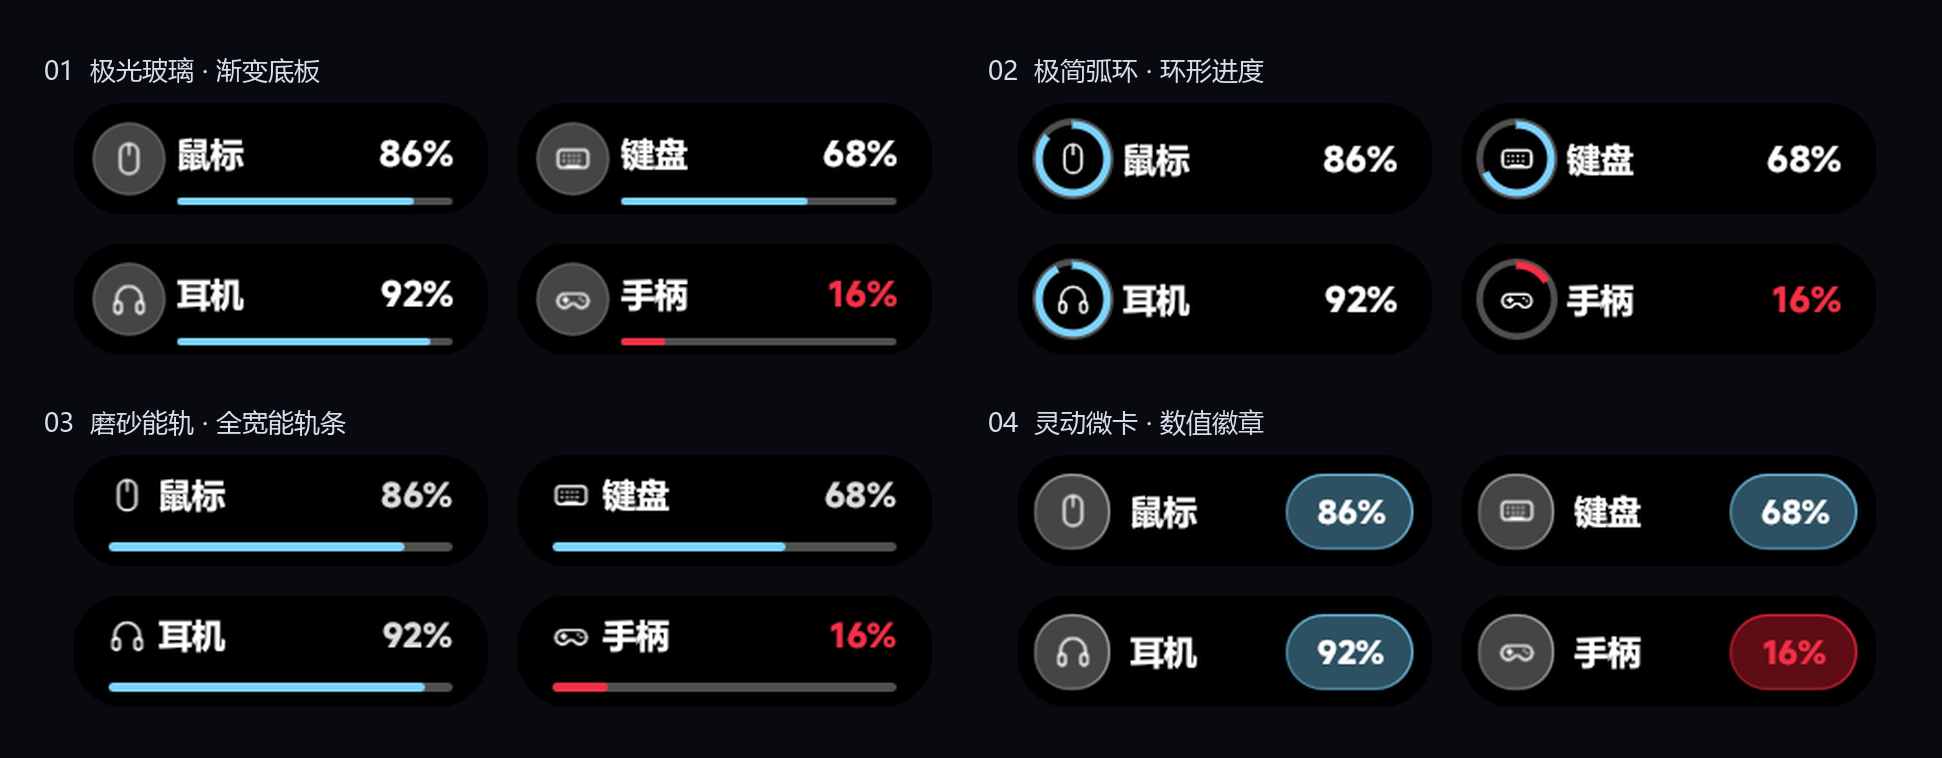 01 极光玻璃 · 渐变底板
鼠标 86%
键盘 68%
耳机 92%
手柄 16%
02 极简弧环 · 环形进度
鼠标 86%
键盘 68%
耳机 92%
手柄 16%
03 磨砂能轨 · 全宽能轨条
鼠标 86%
键盘 68%
耳机 92%
手柄 16%
04 灵动微卡 · 数值徽章
鼠标 86%
键盘 68%
耳机 92%
手柄 16%